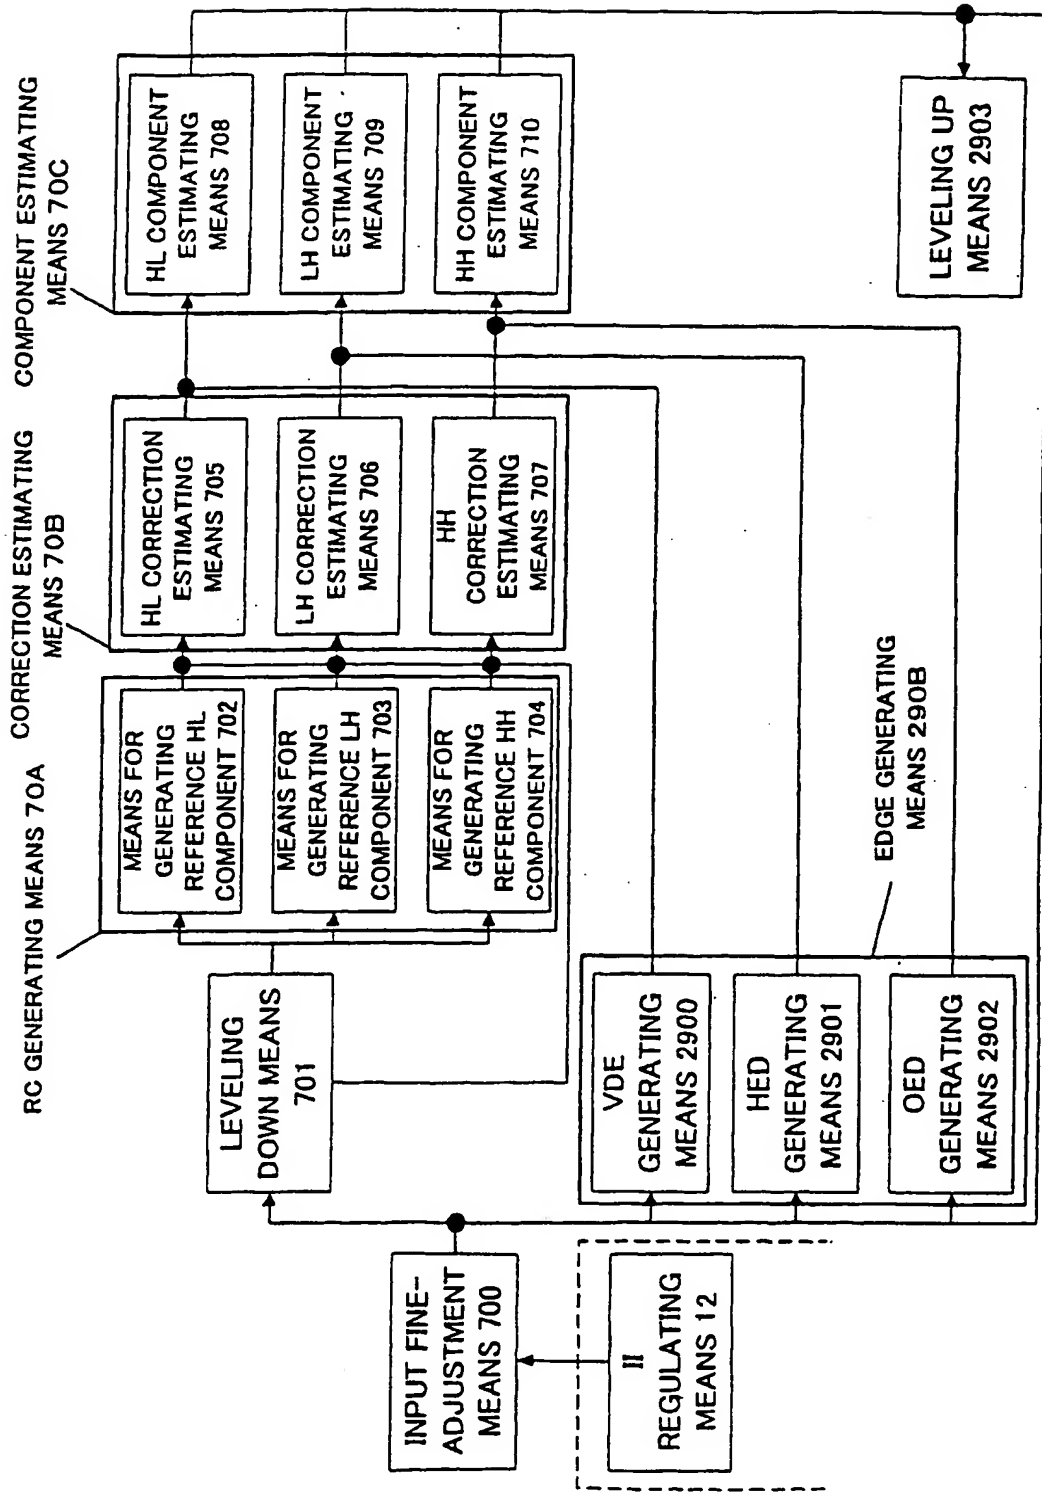 RC GENERATING MEANS 70A
CORRECTION ESTIMATING
MEANS 70B
COMPONENT ESTIMATING
MEANS 70C
MEANS FOR
GENERATING
REFERENCE HL
COMPONENT 702
HL CORRECTION
ESTIMATING
MEANS 705
HL COMPONENT
ESTIMATING
MEANS 708
LEVELING
DOWN MEANS
701
MEANS FOR
GENERATING
REFERENCE LH
COMPONENT 703
LH CORRECTION
ESTIMATING
MEANS 706
LH COMPONENT
ESTIMATING
MEANS 709
MEANS FOR
GENERATING
REFERENCE HH
COMPONENT 704
HH
CORRECTION
ESTIMATING
MEANS 707
HH COMPONENT
ESTIMATING
MEANS 710
INPUT FINE-
ADJUSTMENT
MEANS 700
II
REGULATING
MEANS 12
VDE
GENERATING
MEANS 2900
HED
GENERATING
MEANS 2901
OED
GENERATING
MEANS 2902
EDGE GENERATING
MEANS 290B
LEVELING UP
MEANS 2903